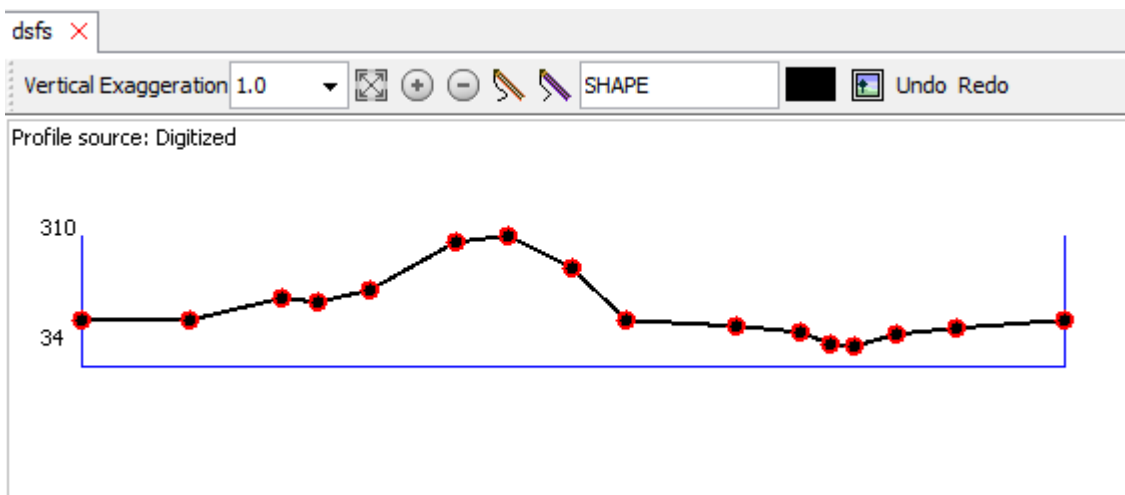 dsfs
Vertical Exaggeration 1.0 SHAPE Undo Redo
Profile source: Digitized
310
34